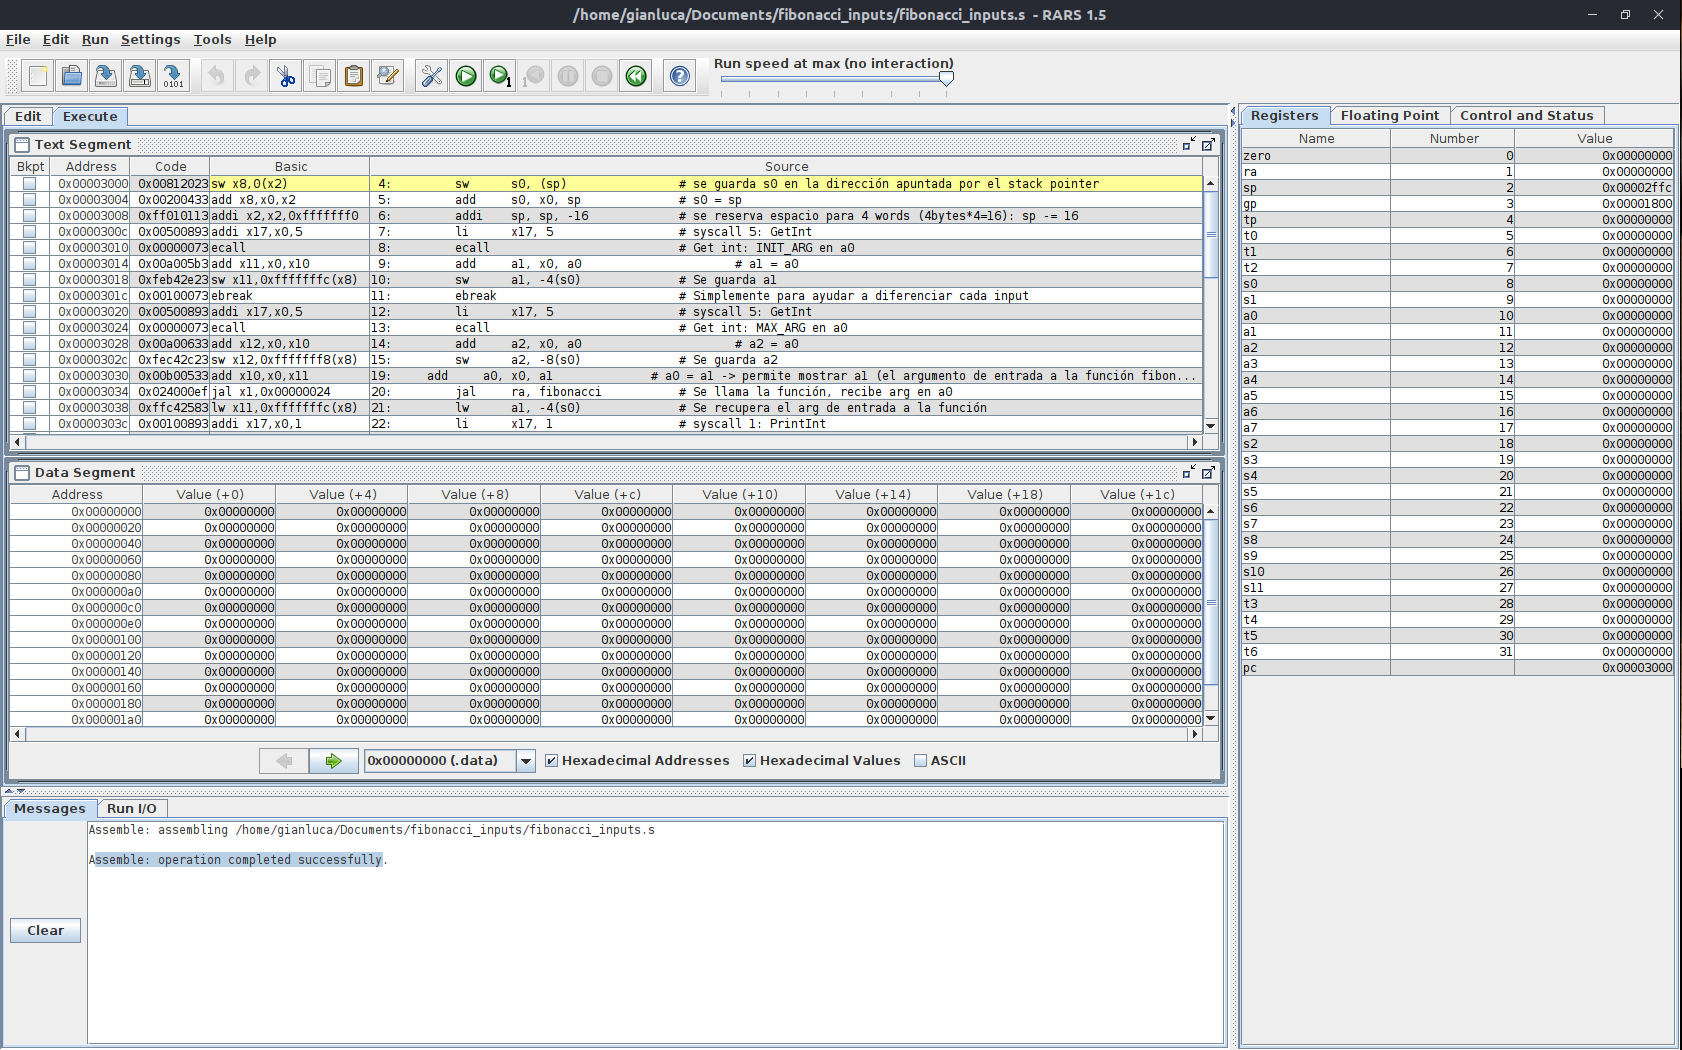 /home/gianluca/Documents/fibonacci_inputs/fibonacci_inputs.s - RARS 1.5
File Edit Run Settings Tools Help
Run speed at max (no interaction)
Edit Execute
Text Segment
Bkpt Address Code Basic Source
0x00003000 0x00812023 sw x8,0(x2) 4: sw s0, (sp) # se guarda s0 en la dirección apuntada por el stack pointer
0x00003004 0x00200433 add x8,x0,x2 5: add s0, x0, sp # s0 = sp
0x00003008 0xff010113 addi x2,x2,0xfffffff0 6: addi sp, sp, -16 # se reserva espacio para 4 words (4bytes*4=16): sp -= 16
0x0000300c 0x00500893 addi x17,x0,5 7: li x17, 5 # syscall 5: GetInt
0x00003010 0x00000073 ecall 8: ecall # Get int: INIT_ARG en a0
0x00003014 0x00a005b3 add x11,x0,x10 9: add a1, x0, a0 # a1 = a0
0x00003018 0xfeb42e23 sw x11,0xfffffffc(x8) 10: sw a1, -4(s0) # Se guarda a1
0x0000301c 0x00100073 ebreak 11: ebreak # Simplemente para ayudar a diferenciar cada input
0x00003020 0x00500893 addi x17,x0,5 12: li x17, 5 # syscall 5: GetInt
0x00003024 0x00000073 ecall 13: ecall # Get int: MAX_ARG en a0
0x00003028 0x00a00633 add x12,x0,x10 14: add a2, x0, a0 # a2 = a0
0x0000302c 0xfec42c23 sw x12,0xfffffff8(x8) 15: sw a2, -8(s0) # Se guarda a2
0x00003030 0x00b00533 add x10,x0,x11 19: add a0, x0, a1 # a0 = a1 -> permite mostrar a1 (el argumento de entrada a la función fibon...
0x00003034 0x024000ef jal x1,0x00000024 20: jal ra, fibonacci # Se llama la función, recibe arg en a0
0x00003038 0xffc42583 lw x11,0xfffffffc(x8) 21: lw a1, -4(s0) # Se recupera el arg de entrada a la función
0x0000303c 0x00100893 addi x17,x0,1 22: li x17, 1 # syscall 1: PrintInt
Data Segment
Address Value (+0) Value (+4) Value (+8) Value (+c) Value (+10) Value (+14) Value (+18) Value (+1c)
0x00000000 0x00000000 0x00000000 0x00000000 0x00000000 0x00000000 0x00000000 0x00000000 0x00000000
0x00000020 0x00000000 0x00000000 0x00000000 0x00000000 0x00000000 0x00000000 0x00000000 0x00000000
0x00000040 0x00000000 0x00000000 0x00000000 0x00000000 0x00000000 0x00000000 0x00000000 0x00000000
0x00000060 0x00000000 0x00000000 0x00000000 0x00000000 0x00000000 0x00000000 0x00000000 0x00000000
0x00000080 0x00000000 0x00000000 0x00000000 0x00000000 0x00000000 0x00000000 0x00000000 0x00000000
0x000000a0 0x00000000 0x00000000 0x00000000 0x00000000 0x00000000 0x00000000 0x00000000 0x00000000
0x000000c0 0x00000000 0x00000000 0x00000000 0x00000000 0x00000000 0x00000000 0x00000000 0x00000000
0x000000e0 0x00000000 0x00000000 0x00000000 0x00000000 0x00000000 0x00000000 0x00000000 0x00000000
0x00000100 0x00000000 0x00000000 0x00000000 0x00000000 0x00000000 0x00000000 0x00000000 0x00000000
0x00000120 0x00000000 0x00000000 0x00000000 0x00000000 0x00000000 0x00000000 0x00000000 0x00000000
0x00000140 0x00000000 0x00000000 0x00000000 0x00000000 0x00000000 0x00000000 0x00000000 0x00000000
0x00000160 0x00000000 0x00000000 0x00000000 0x00000000 0x00000000 0x00000000 0x00000000 0x00000000
0x00000180 0x00000000 0x00000000 0x00000000 0x00000000 0x00000000 0x00000000 0x00000000 0x00000000
0x000001a0 0x00000000 0x00000000 0x00000000 0x00000000 0x00000000 0x00000000 0x00000000 0x00000000
0x00000000 (.data) Hexadecimal Addresses Hexadecimal Values ASCII
Messages Run I/O
Assemble: assembling /home/gianluca/Documents/fibonacci_inputs/fibonacci_inputs.s
Assemble: operation completed successfully.
Clear
Registers Floating Point Control and Status
Name Number Value
zero 0 0x00000000
ra 1 0x00000000
sp 2 0x00002ffc
gp 3 0x00001800
tp 4 0x00000000
t0 5 0x00000000
t1 6 0x00000000
t2 7 0x00000000
s0 8 0x00000000
s1 9 0x00000000
a0 10 0x00000000
a1 11 0x00000000
a2 12 0x00000000
a3 13 0x00000000
a4 14 0x00000000
a5 15 0x00000000
a6 16 0x00000000
a7 17 0x00000000
s2 18 0x00000000
s3 19 0x00000000
s4 20 0x00000000
s5 21 0x00000000
s6 22 0x00000000
s7 23 0x00000000
s8 24 0x00000000
s9 25 0x00000000
s10 26 0x00000000
s11 27 0x00000000
t3 28 0x00000000
t4 29 0x00000000
t5 30 0x00000000
t6 31 0x00000000
pc 0x00003000